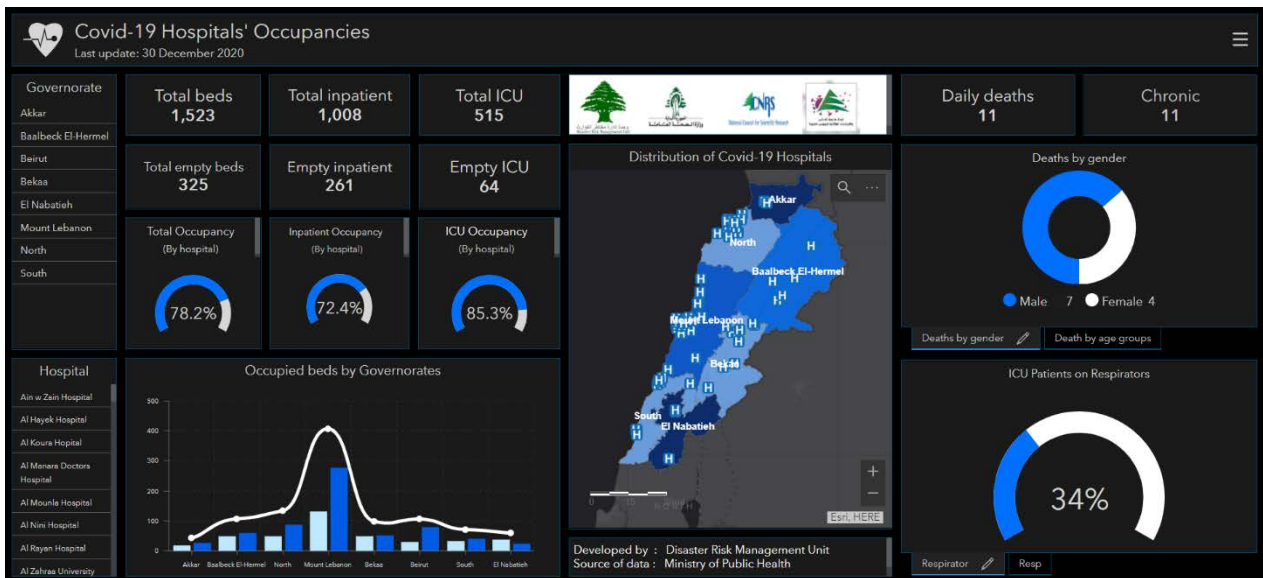 Covid-19 Hospitals' Occupancies
Last update: 30 December 2020
Governorate
Akkar
Baalbeck El-Hermel
Beirut
Bekaa
El Nabatieh
Mount Lebanon
North
South
Total beds
1,523
Total inpatient
1,008
Total ICU
515
Total empty beds
325
Empty inpatient
261
Empty ICU
64
Total Occupancy
(By hospital)
78.2%
Inpatient Occupancy
(By hospital)
72.4%
ICU Occupancy
(By hospital)
85.3%
Hospital
Ain w Zain Hospital
Al Hayek Hospital
Al Koura Hopital
Al Manara Doctors
Hospital
Al Mounla Hospital
Al Nini Hospital
Al Rayan Hospital
Al Zahraa University
Occupied beds by Governorates
500
400
300
200
100
0
Akkar Baalbeck El-Hermel North Mount Lebanon Bekaa Beirut South El Nabatieh
CNRS
Distribution of Covid-19 Hospitals
Akkar
North
Baalbeck El-Hermel
Mount Lebanon
Bekaa
South
El Nabatieh
Esri, HERE
Developed by : Disaster Risk Management Unit
Source of data : Ministry of Public Health
Daily deaths
11
Chronic
11
Deaths by gender
Male 7 Female 4
Deaths by gender Death by age groups
ICU Patients on Respirators
34%
Respirator Resp